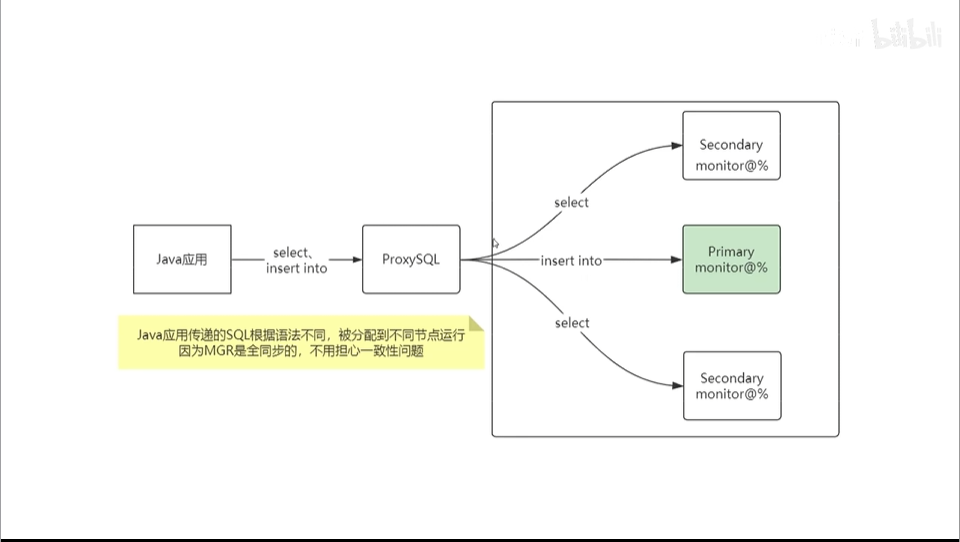 bilibili
Secondary
monitor@%
select
Java应用
select、
insert into
ProxySQL
insert into
Primary
monitor@%
select
Java应用传递的SQL根据语法不同，被分配到不同节点运行
因为MGR是全同步的，不用担心一致性问题
Secondary
monitor@%